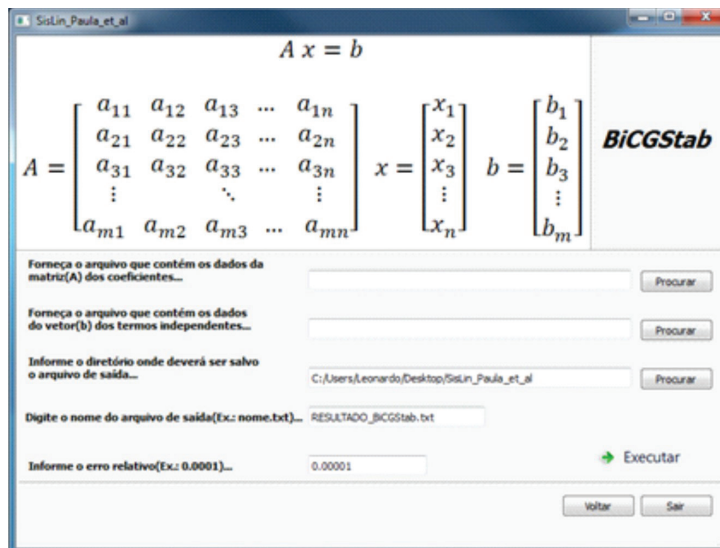 SisLin_Paula_et_al
A x = b
A = [ a11 a12 a13 ... a1n
a21 a22 a23 ... a2n
a31 a32 a33 ... a3n
⋮ ⋱ ⋮
am1 am2 am3 ... amn ]
x = [ x1
x2
x3
⋮
xn ]
b = [ b1
b2
b3
⋮
bm ]
BiCGStab
Forneça o arquivo que contém os dados da
matriz(A) dos coeficientes...
Procurar
Forneça o arquivo que contém os dados
do vetor(b) dos termos independentes...
Procurar
Informe o diretório onde deverá ser salvo
o arquivo de saída...
C:/Users/Leonardo/Desktop/SisLin_Paula_et_al
Procurar
Digite o nome do arquivo de saída(Ex.: nome.txt)... RESULTADO_BiCGStab.txt
Informe o erro relativo(Ex.: 0.0001)... 0.00001
Executar
Voltar Sair